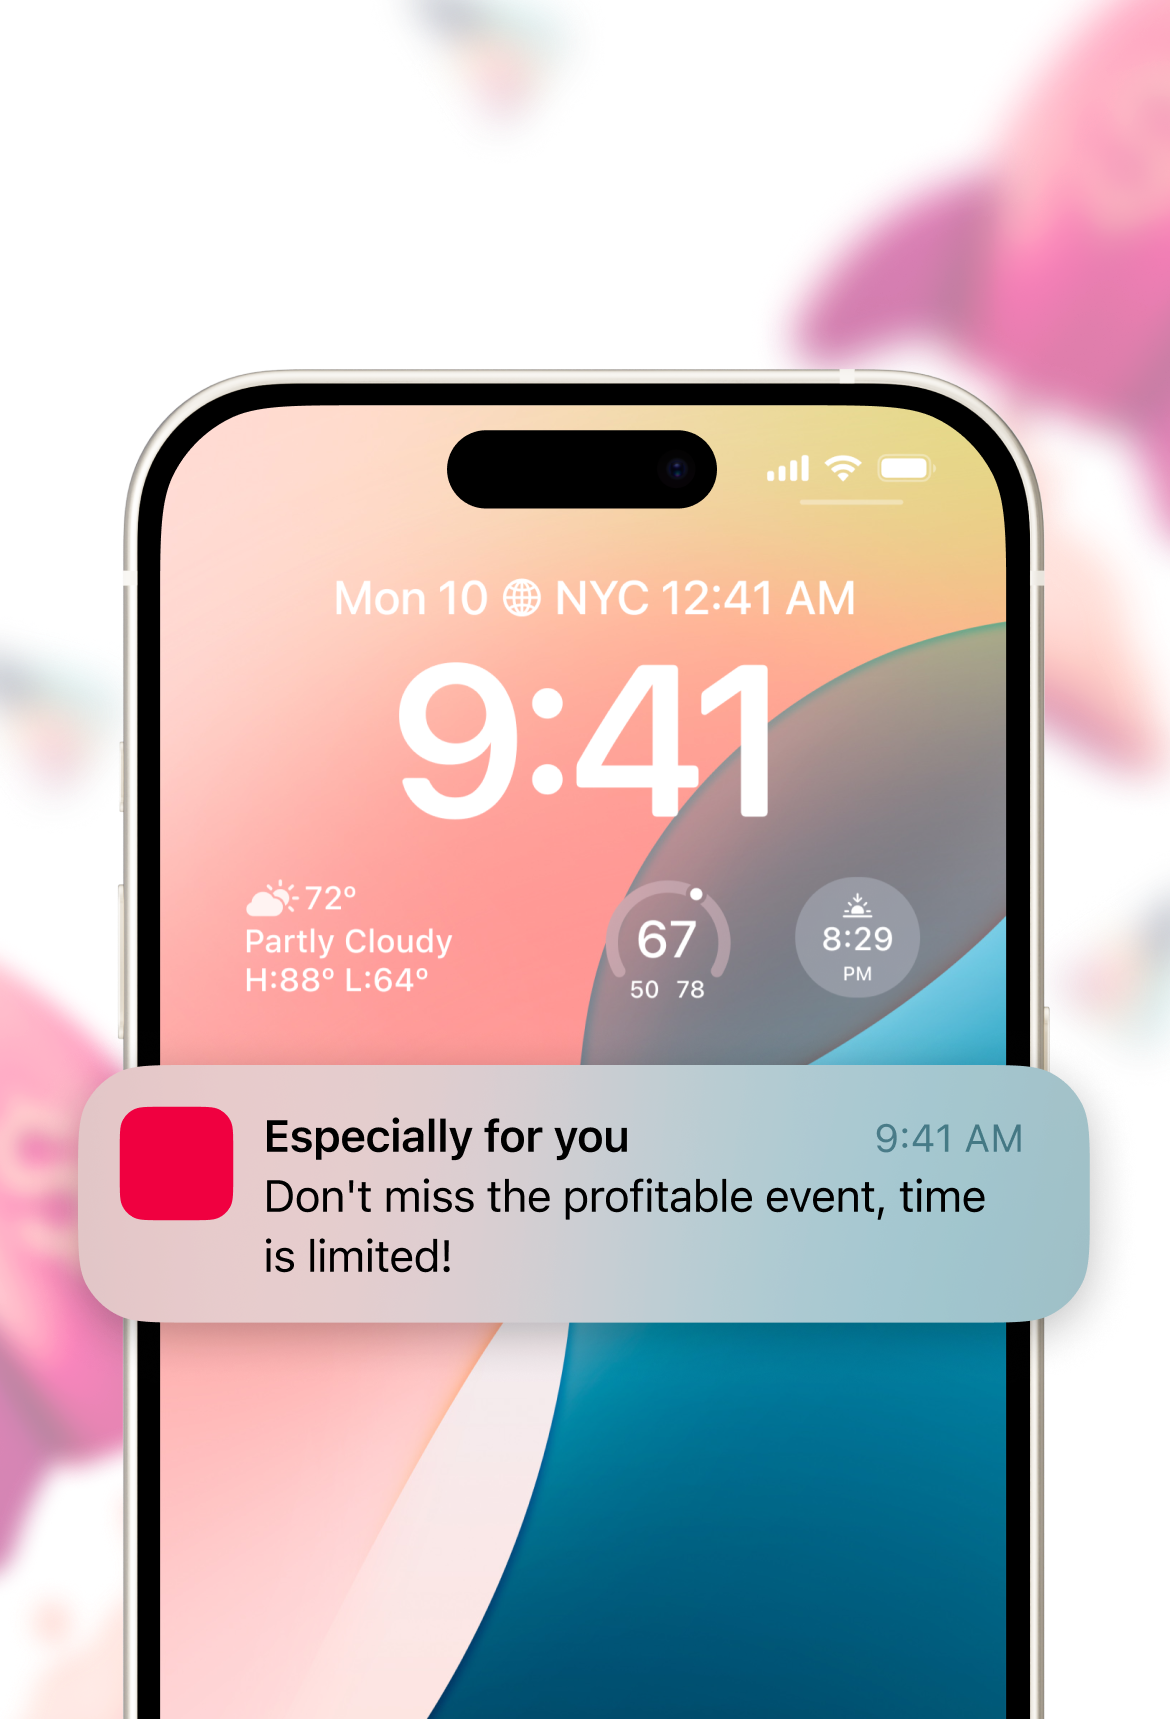 Mon 10 NYC 12:41 AM
9:41
72°
Partly Cloudy
H:88° L:64°
67
50 78
8:29
PM
Especially for you
9:41 AM
Don't miss the profitable event, time
is limited!